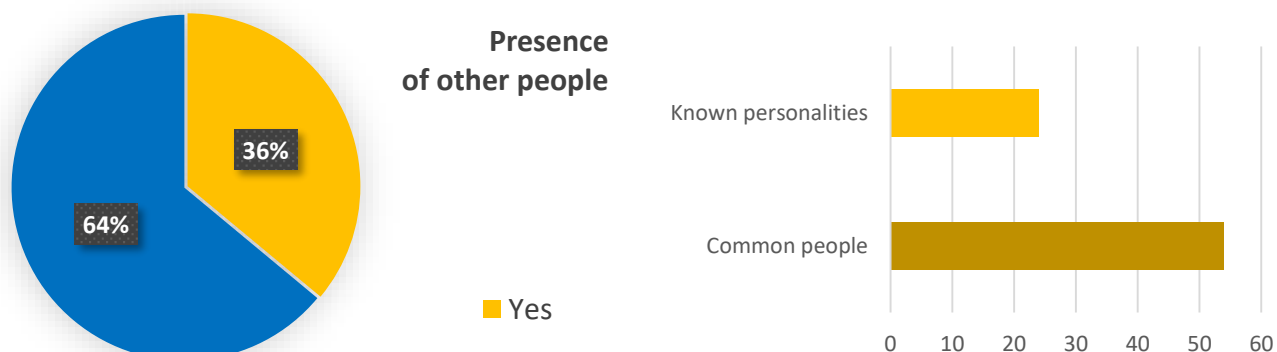 Presence
of other people
36%
64%
Yes
Known personalities
Common people
0 10 20 30 40 50 60